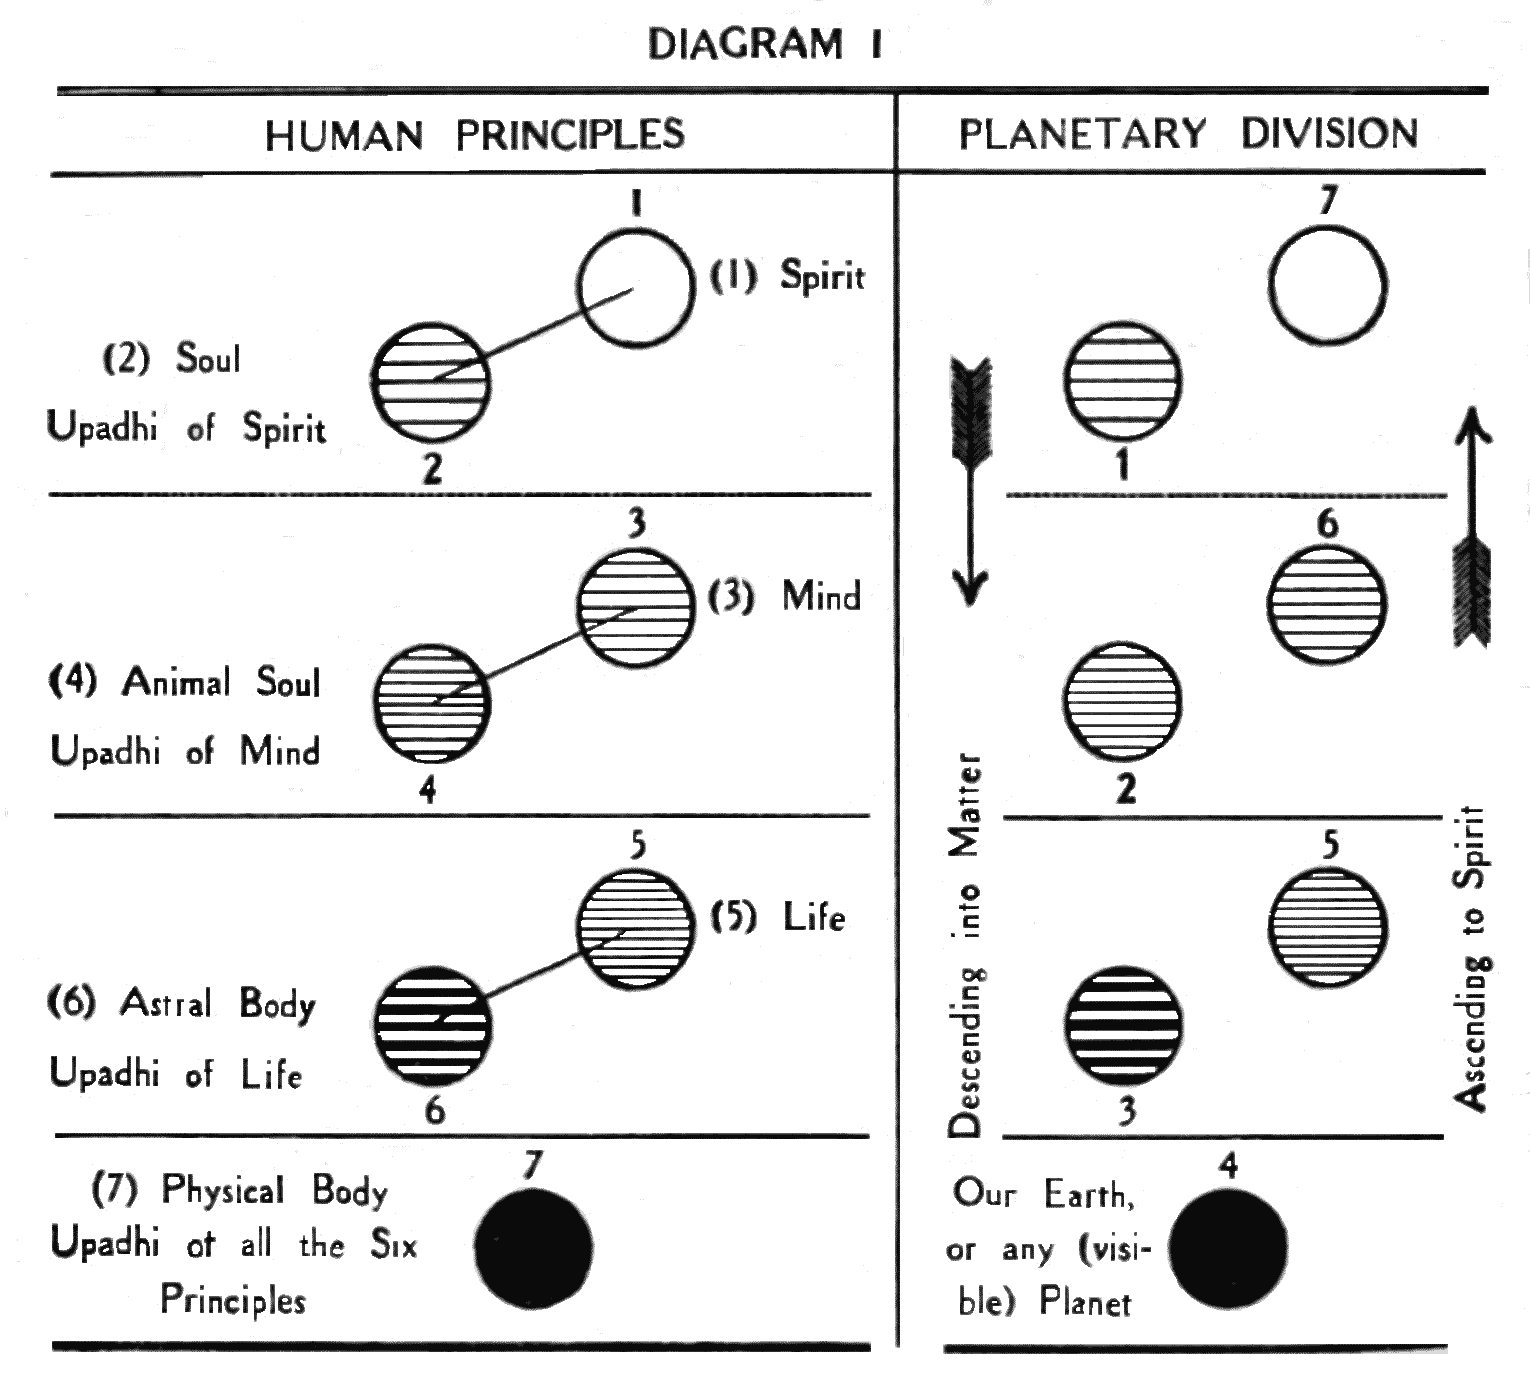 DIAGRAM I
HUMAN PRINCIPLES
1
(1) Spirit
(2) Soul
Upadhi of Spirit
2
3
(3) Mind
(4) Animal Soul
Upadhi of Mind
4
5
(5) Life
(6) Astral Body
Upadhi of Life
6
7
(7) Physical Body
Upadhi of all the Six
Principles
PLANETARY DIVISION
7
1
6
2
5
3
Descending into Matter
Ascending to Spirit
4
Our Earth,
or any (visi-
ble) Planet